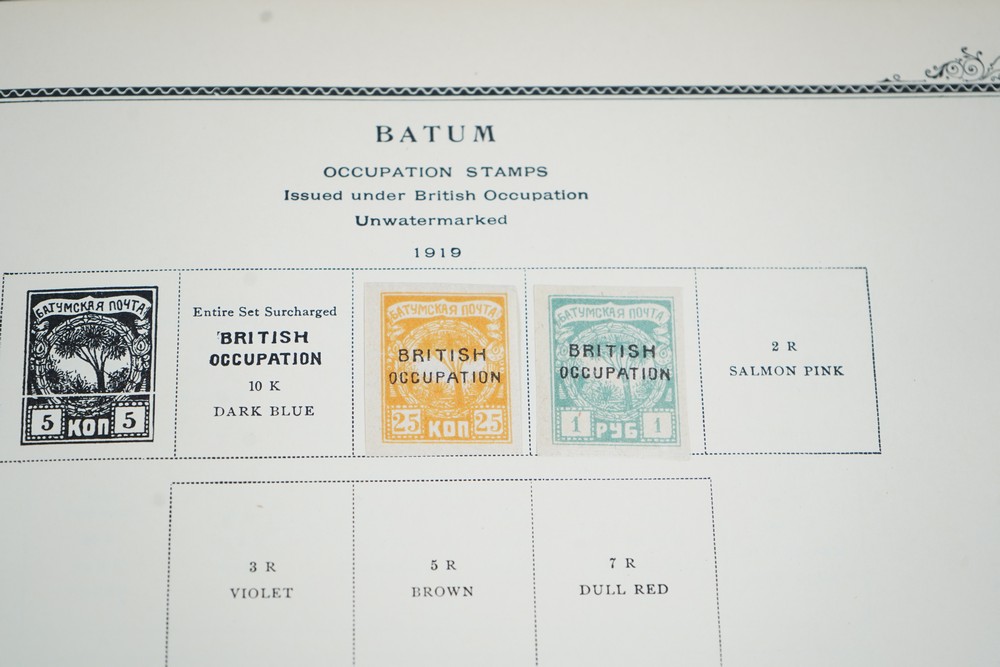 BATUM
OCCUPATION STAMPS
Issued under British Occupation
Unwatermarked
1919
БАТУМСКАЯ ПОЧТА
5 КОП 5
Entire Set Surcharged
BRITISH
OCCUPATION
10 K
DARK BLUE
БАТУМСКАЯ ПОЧТА
BRITISH
OCCUPATION
25 КОП 25
БАТУМСКАЯ ПОЧТА
BRITISH
OCCUPATION
1 РУБ 1
2 R
SALMON PINK
3 R
VIOLET
5 R
BROWN
7 R
DULL RED